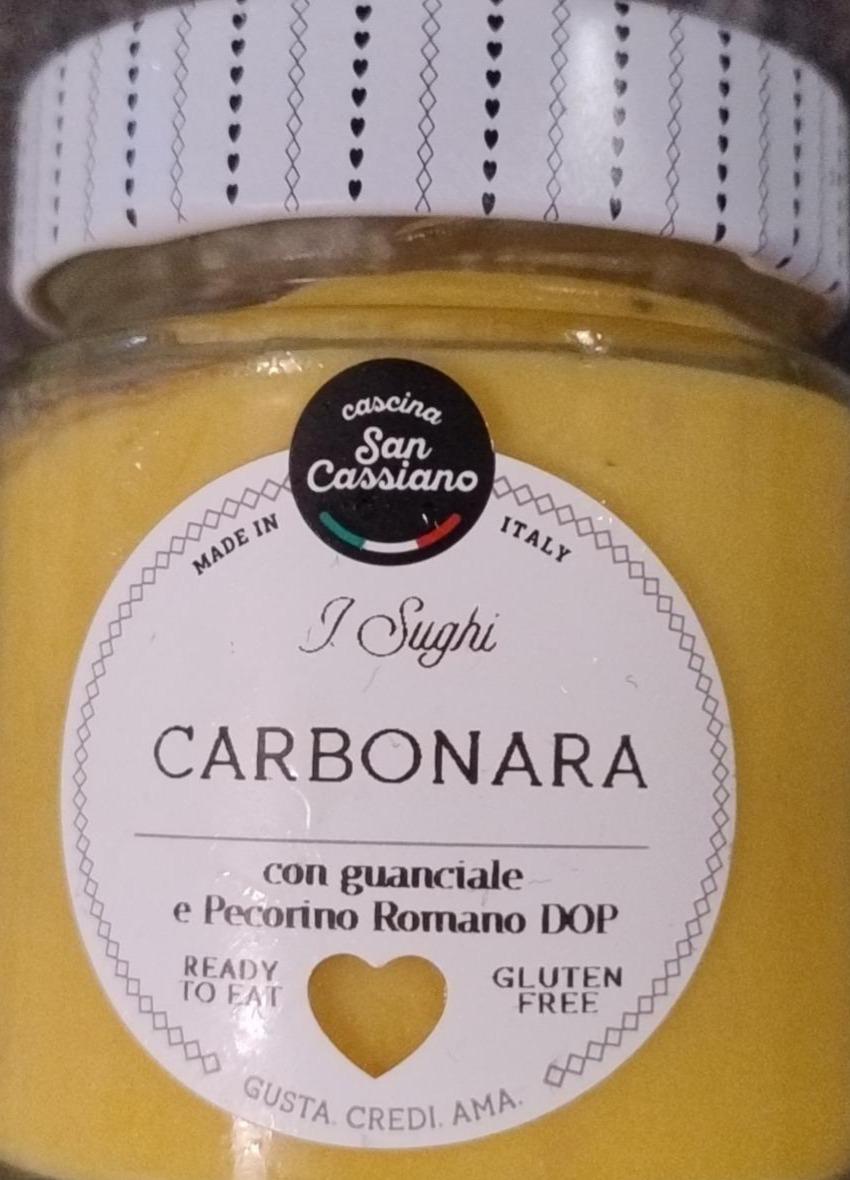 cascina
San
Cassiano
MADE IN ITALY
I Sughi
CARBONARA
con guanciale
e Pecorino Romano DOP
READY
TO EAT
GLUTEN
FREE
GUSTA. CREDI. AMA.